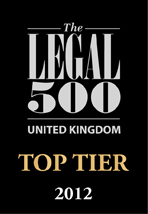 The
LEGAL
500
UNITED KINGDOM
TOP TIER
2012